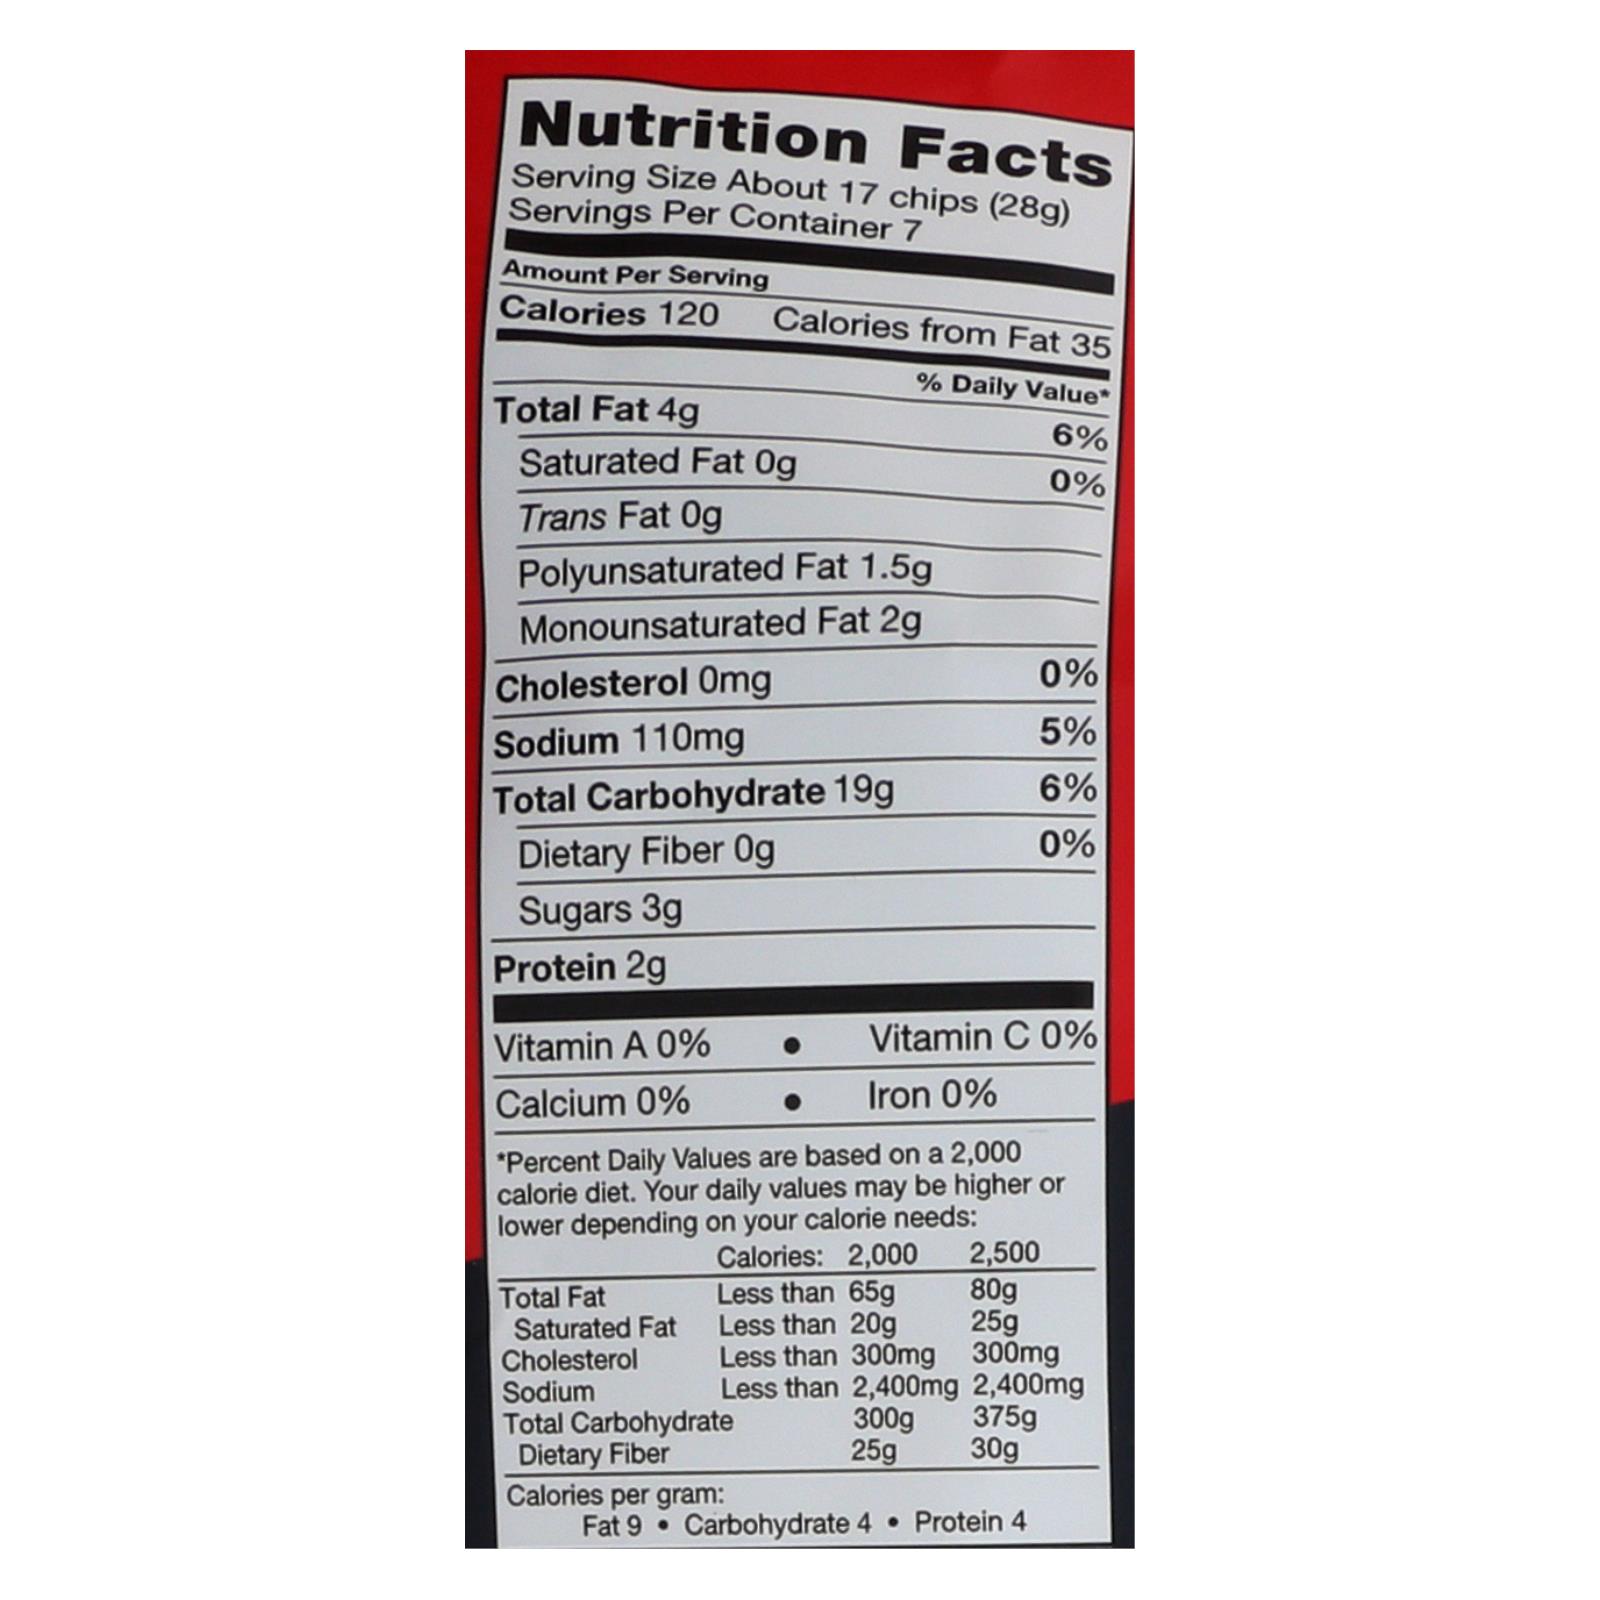 Nutrition Facts
Serving Size About 17 chips (28g)
Servings Per Container 7
Amount Per Serving
Calories 120 Calories from Fat 35
% Daily Value*
Total Fat 4g 6%
Saturated Fat 0g 0%
Trans Fat 0g
Polyunsaturated Fat 1.5g
Monounsaturated Fat 2g
Cholesterol 0mg 0%
Sodium 110mg 5%
Total Carbohydrate 19g 6%
Dietary Fiber 0g 0%
Sugars 3g
Protein 2g
Vitamin A 0% • Vitamin C 0%
Calcium 0% • Iron 0%
*Percent Daily Values are based on a 2,000
calorie diet. Your daily values may be higher or
lower depending on your calorie needs:
Calories: 2,000 2,500
Total Fat Less than 65g 80g
Saturated Fat Less than 20g 25g
Cholesterol Less than 300mg 300mg
Sodium Less than 2,400mg 2,400mg
Total Carbohydrate 300g 375g
Dietary Fiber 25g 30g
Calories per gram:
Fat 9 • Carbohydrate 4 • Protein 4